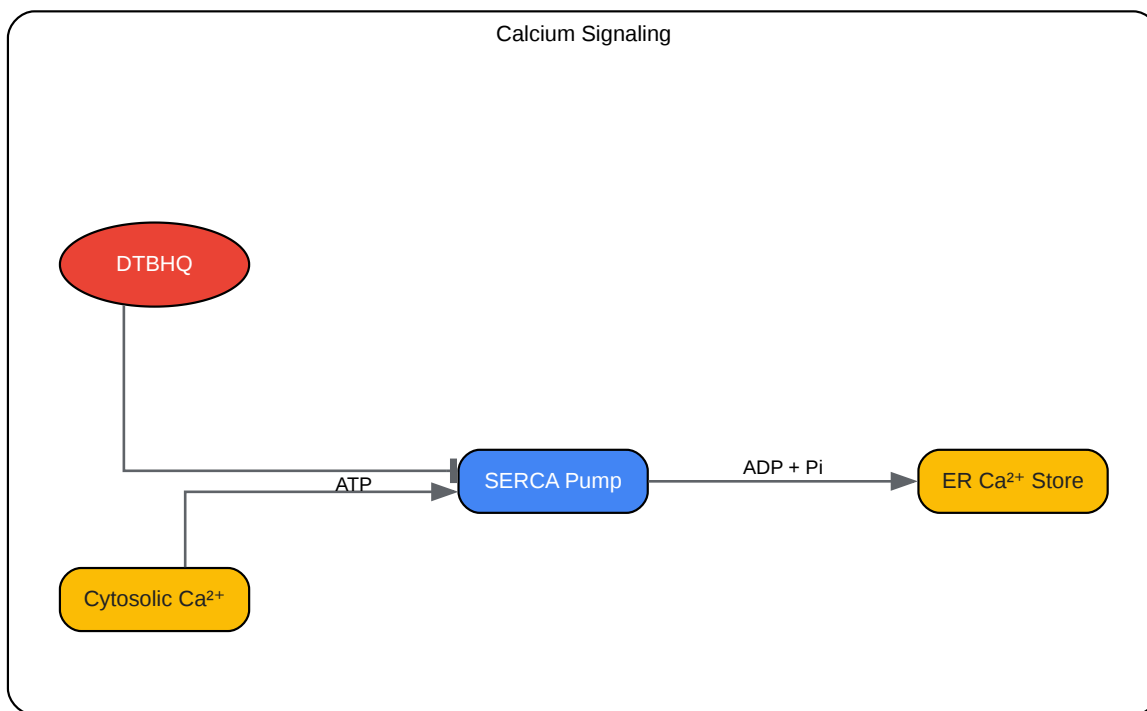 Calcium Signaling
DTBHQ
ATP
SERCA Pump
ADP + Pi
ER Ca²⁺ Store
Cytosolic Ca²⁺